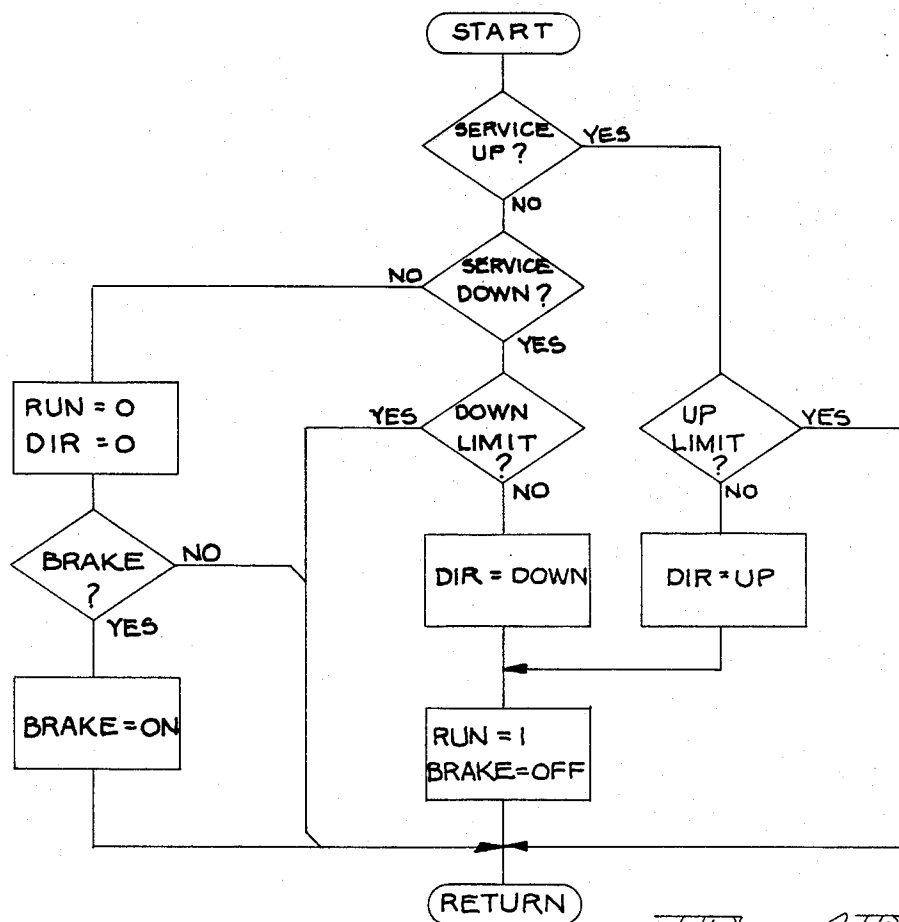 START
SERVICE
UP?
YES
NO
SERVICE
DOWN?
NO
YES
RUN = 0
DIR = 0
YES
DOWN
LIMIT
?
NO
UP
LIMIT
?
YES
NO
BRAKE
?
NO
YES
DIR = DOWN
DIR = UP
BRAKE = ON
RUN = 1
BRAKE = OFF
RETURN